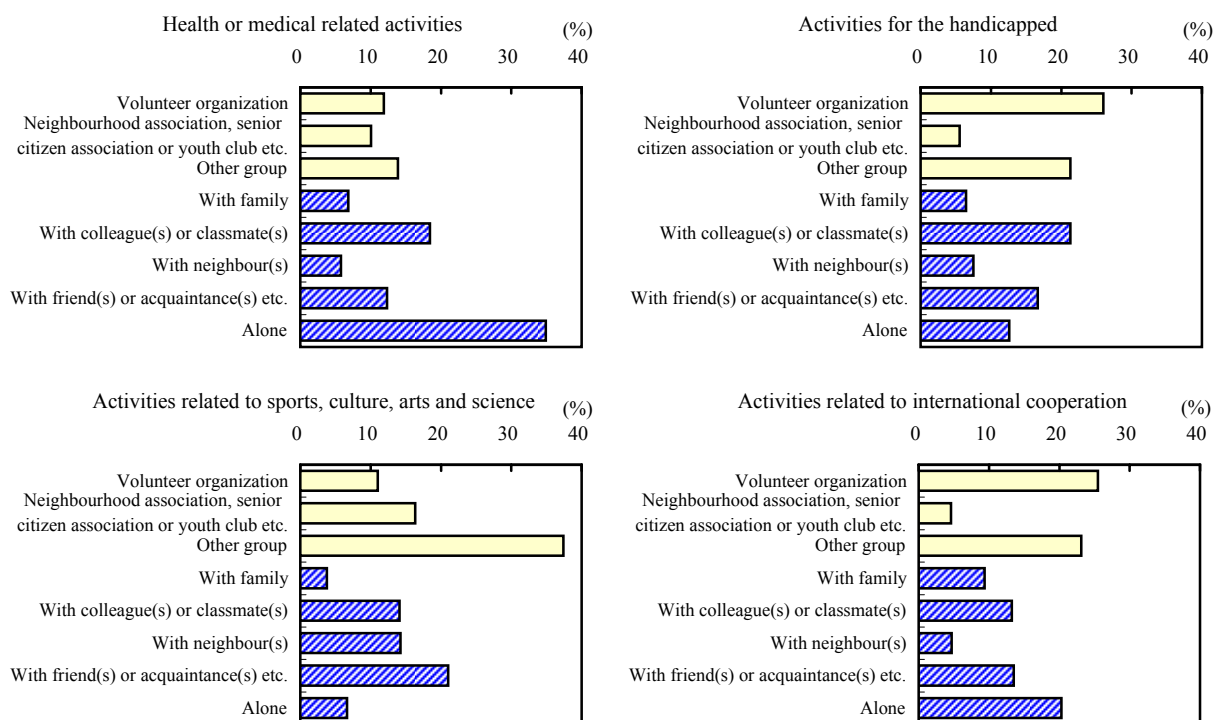 Health or medical related activities
(%)
0 10 20 30 40
Volunteer organization
Neighbourhood association, senior
citizen association or youth club etc.
Other group
With family
With colleague(s) or classmate(s)
With neighbour(s)
With friend(s) or acquaintance(s) etc.
Alone
Activities for the handicapped
(%)
0 10 20 30 40
Volunteer organization
Neighbourhood association, senior
citizen association or youth club etc.
Other group
With family
With colleague(s) or classmate(s)
With neighbour(s)
With friend(s) or acquaintance(s) etc.
Alone
Activities related to sports, culture, arts and science
(%)
0 10 20 30 40
Volunteer organization
Neighbourhood association, senior
citizen association or youth club etc.
Other group
With family
With colleague(s) or classmate(s)
With neighbour(s)
With friend(s) or acquaintance(s) etc.
Alone
Activities related to international cooperation
(%)
0 10 20 30 40
Volunteer organization
Neighbourhood association, senior
citizen association or youth club etc.
Other group
With family
With colleague(s) or classmate(s)
With neighbour(s)
With friend(s) or acquaintance(s) etc.
Alone